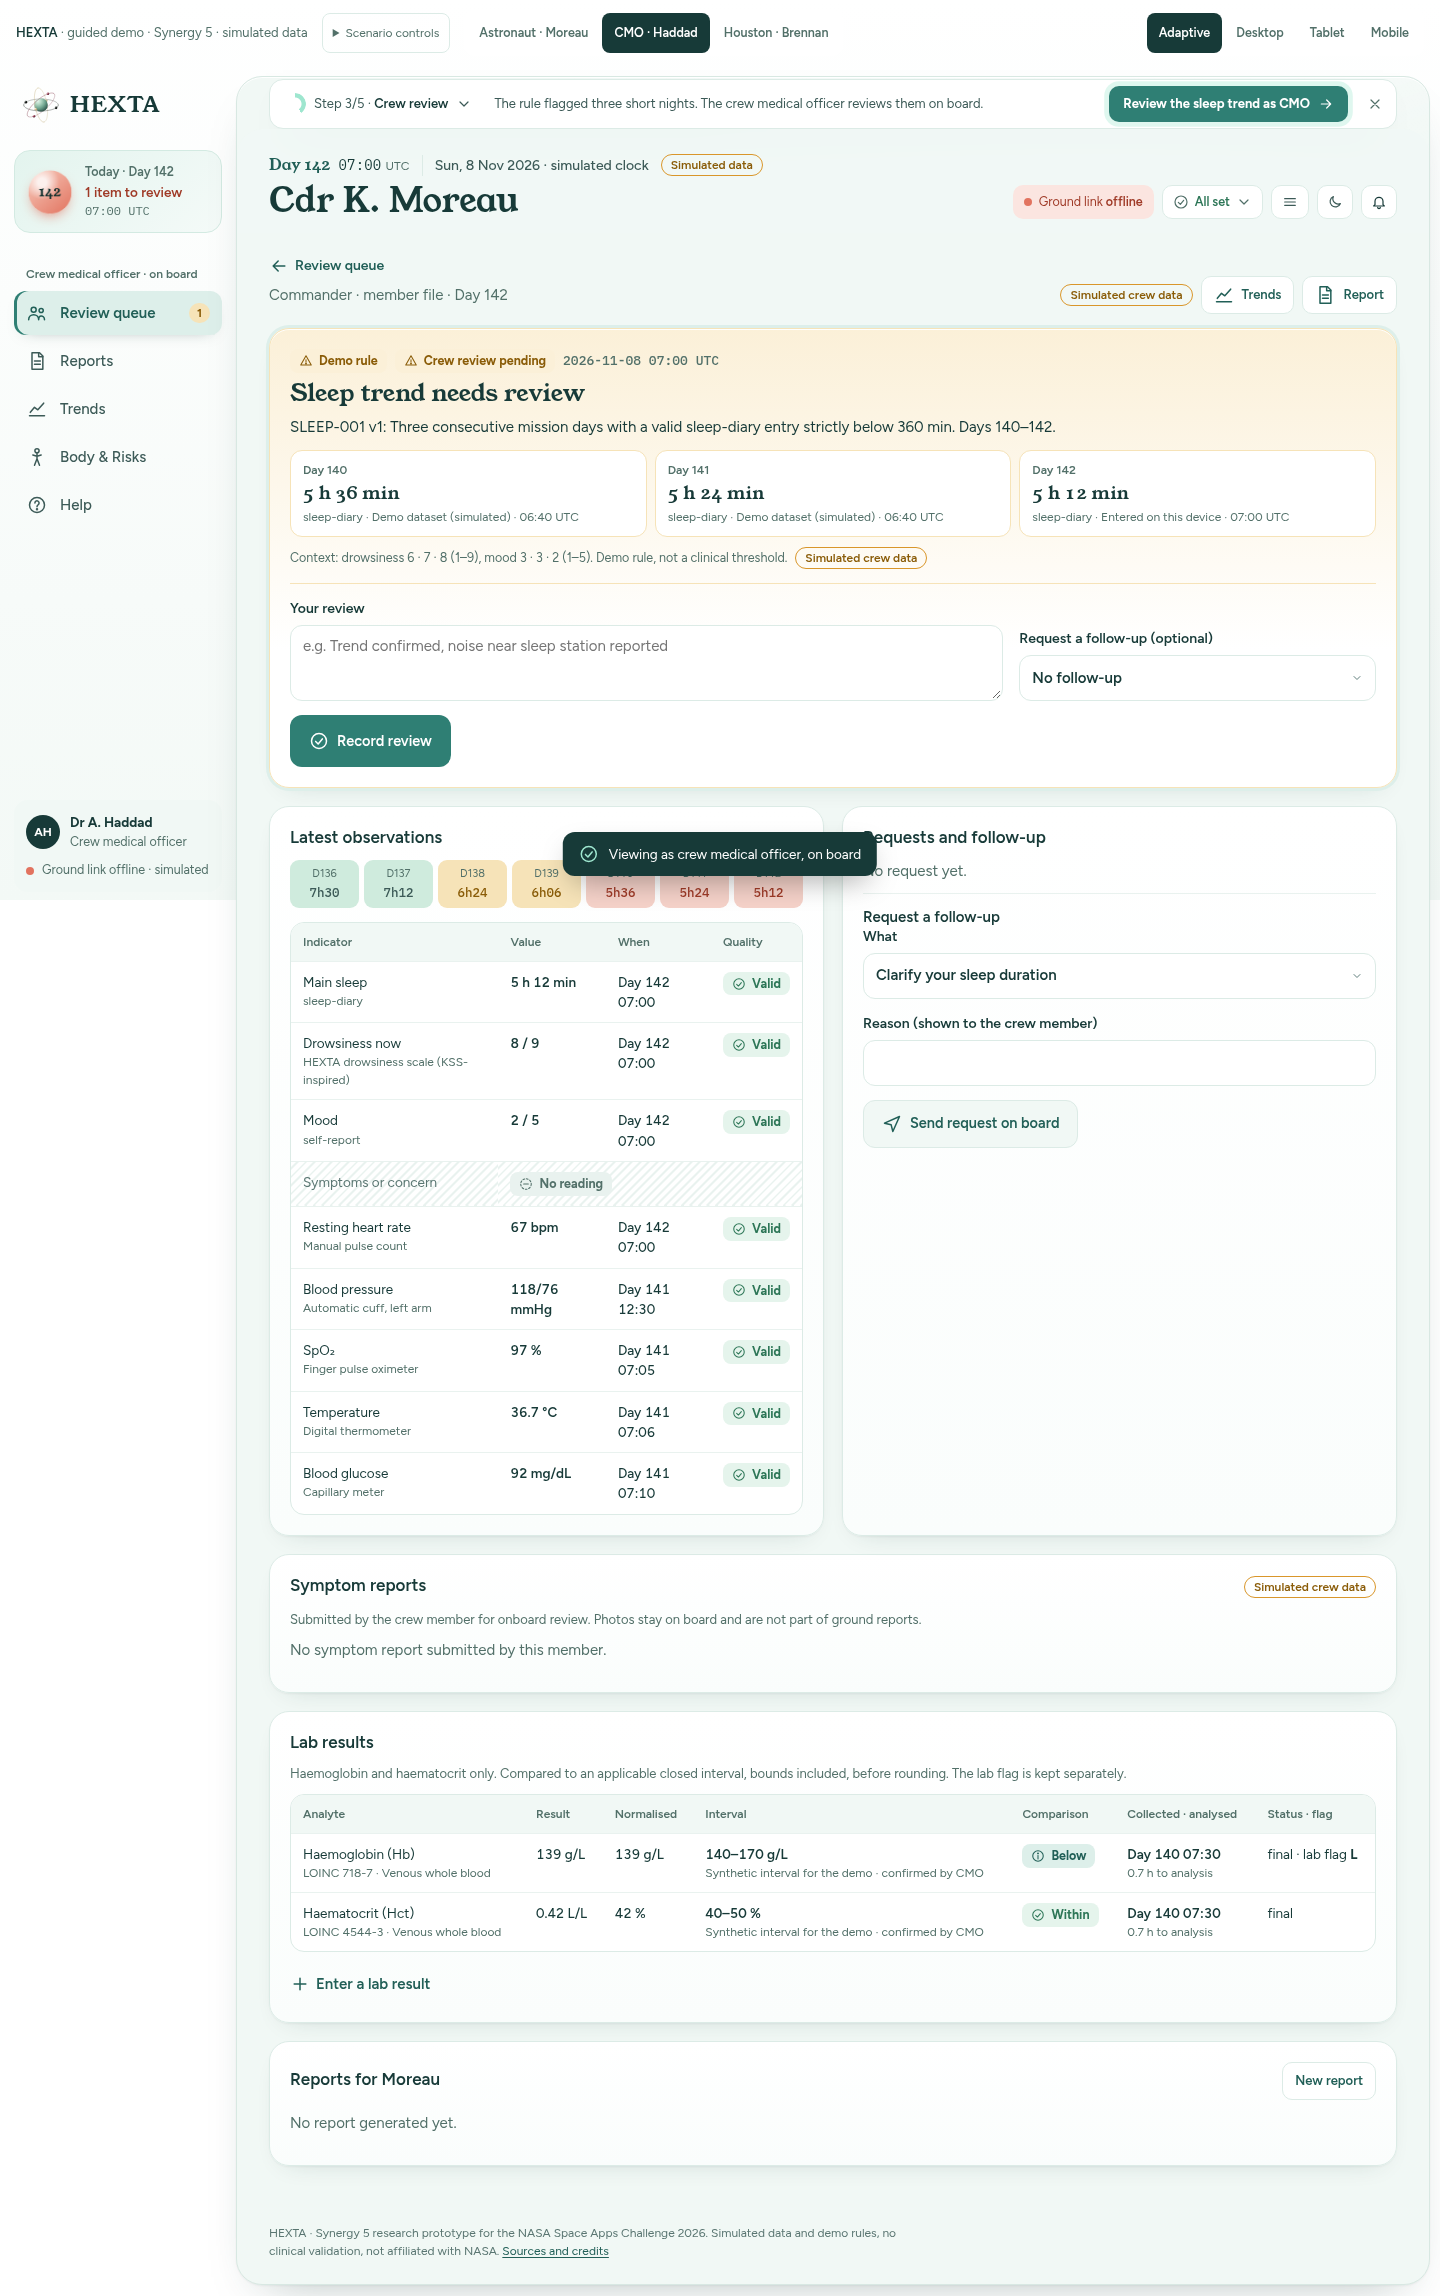 HEXTA · guided demo · Synergy 5 · simulated data
Scenario controls
Astronaut · Moreau
CMO · Haddad
Houston · Brennan
Adaptive
Desktop
Tablet
Mobile
HEXTA
142
Today · Day 142
1 item to review
07:00 UTC
Crew medical officer · on board
Review queue 1
Reports
Trends
Body & Risks
Help
AH
Dr A. Haddad
Crew medical officer
Ground link offline · simulated
Step 3/5 · Crew review
The rule flagged three short nights. The crew medical officer reviews them on board.
Review the sleep trend as CMO
Day 142 07:00 UTC
Sun, 8 Nov 2026 · simulated clock
Simulated data
Cdr K. Moreau
Ground link offline
All set
Review queue
Commander · member file · Day 142
Simulated crew data
Trends
Report
Demo rule
Crew review pending
2026-11-08 07:00 UTC
Sleep trend needs review
SLEEP-001 v1: Three consecutive mission days with a valid sleep-diary entry strictly below 360 min. Days 140–142.
Day 140
5 h 36 min
sleep-diary · Demo dataset (simulated) · 06:40 UTC
Day 141
5 h 24 min
sleep-diary · Demo dataset (simulated) · 06:40 UTC
Day 142
5 h 12 min
sleep-diary · Entered on this device · 07:00 UTC
Context: drowsiness 6 · 7 · 8 (1–9), mood 3 · 3 · 2 (1–5). Demo rule, not a clinical threshold.
Simulated crew data
Your review
e.g. Trend confirmed, noise near sleep station reported
Request a follow-up (optional)
No follow-up
Record review
Latest observations
D136
7h30
D137
7h12
D138
6h24
D139
6h06
5h36
5h24
5h12
Viewing as crew medical officer, on board
Indicator Value When Quality
Main sleep 5 h 12 min Day 142 Valid
sleep-diary 07:00
Drowsiness now 8 / 9 Day 142 Valid
HEXTA drowsiness scale (KSS- 07:00
inspired)
Mood 2 / 5 Day 142 Valid
self-report 07:00
Symptoms or concern No reading
Resting heart rate 67 bpm Day 142 Valid
Manual pulse count 07:00
Blood pressure 118/76 Day 141 Valid
Automatic cuff, left arm mmHg 12:30
SpO₂ 97 % Day 141 Valid
Finger pulse oximeter 07:05
Temperature 36.7 °C Day 141 Valid
Digital thermometer 07:06
Blood glucose 92 mg/dL Day 141 Valid
Capillary meter 07:10
and follow-up
request yet.
Request a follow-up
What
Clarify your sleep duration
Reason (shown to the crew member)
Send request on board
Symptom reports
Simulated crew data
Submitted by the crew member for onboard review. Photos stay on board and are not part of ground reports.
No symptom report submitted by this member.
Lab results
Haemoglobin and haematocrit only. Compared to an applicable closed interval, bounds included, before rounding. The lab flag is kept separately.
Analyte Result Normalised Interval Comparison Collected · analysed Status · flag
Haemoglobin (Hb) 139 g/L 139 g/L 140–170 g/L Below Day 140 07:30 final · lab flag L
LOINC 718-7 · Venous whole blood Synthetic interval for the demo · confirmed by CMO 0.7 h to analysis
Haematocrit (Hct) 0.42 L/L 42 % 40–50 % Within Day 140 07:30 final
LOINC 4544-3 · Venous whole blood Synthetic interval for the demo · confirmed by CMO 0.7 h to analysis
Enter a lab result
Reports for Moreau
New report
No report generated yet.
HEXTA · Synergy 5 research prototype for the NASA Space Apps Challenge 2026. Simulated data and demo rules, no
clinical validation, not affiliated with NASA. Sources and credits